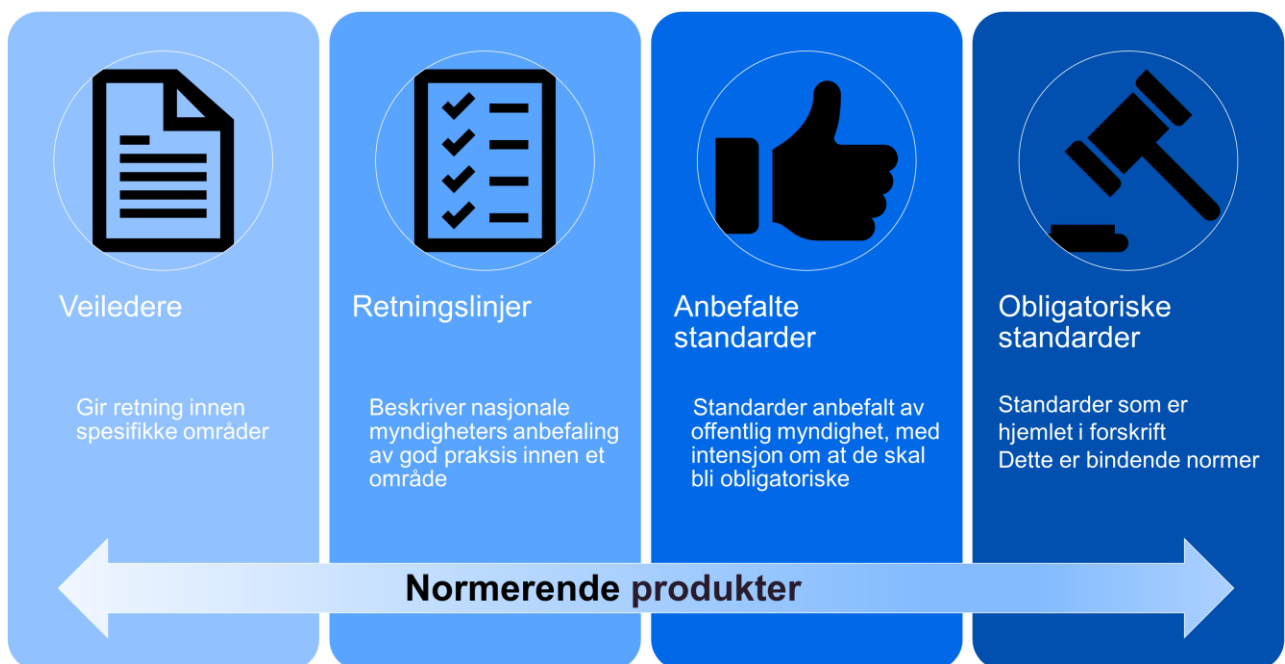 Veiledere
Gir retning innen
spesifikke områder
Retningslinjer
Beskriver nasjonale
myndigheters anbefaling
av god praksis innen et
område
Anbefalte
standarder
Standarder anbefalt av
offentlig myndighet, med
intensjon om at de skal
bli obligatoriske
Obligatoriske
standarder
Standarder som er
hjemlet i forskrift
Dette er bindende normer
Normerende produkter